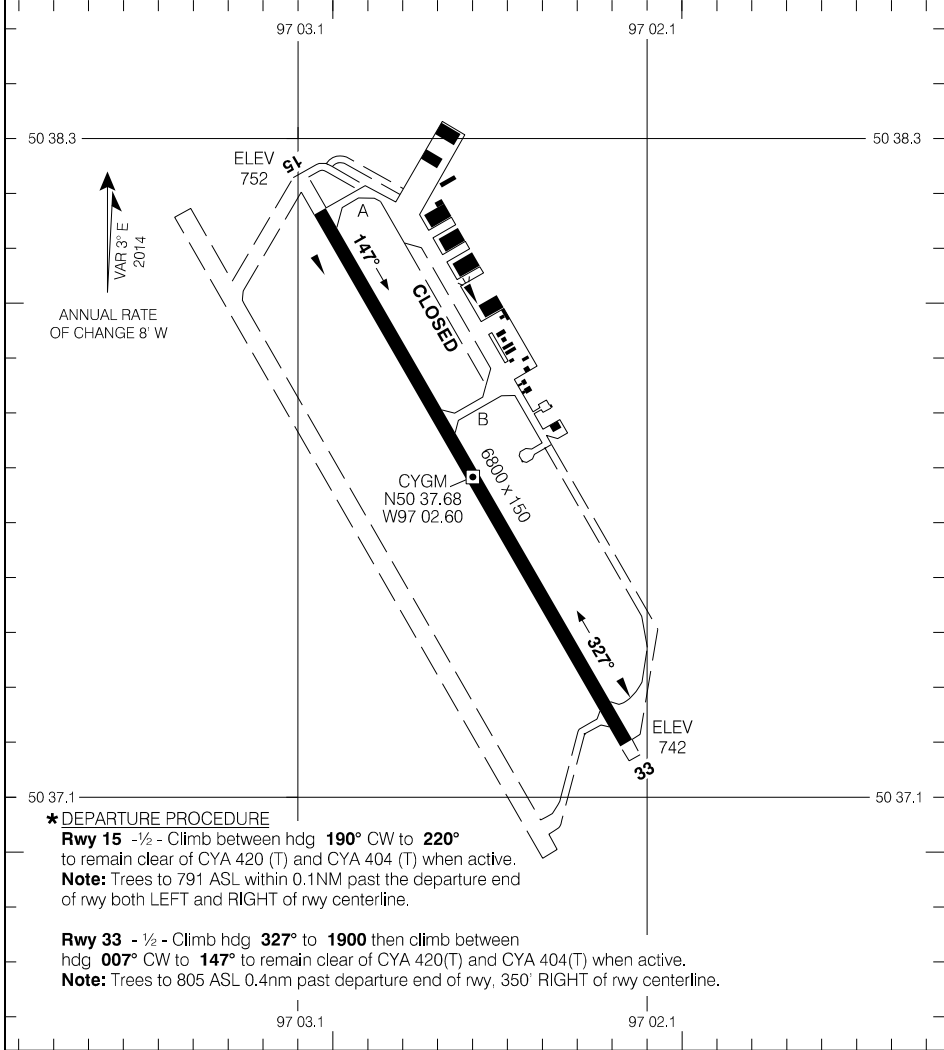 97 03.1
97 02.1
50 38.3
50 38.3
ELEV
752
15
A
VAR 3° E
2014
147°
CLOSED
ANNUAL RATE
OF CHANGE 8' W
B
6800 x 150
CYGM
N50 37.68
W97 02.60
327°
ELEV
742
33
50 37.1
50 37.1
* DEPARTURE PROCEDURE
Rwy 15 -½ - Climb between hdg 190° CW to 220°
to remain clear of CYA 420 (T) and CYA 404 (T) when active.
Note: Trees to 791 ASL within 0.1NM past the departure end
of rwy both LEFT and RIGHT of rwy centerline.
Rwy 33 - ½ - Climb hdg 327° to 1900 then climb between
hdg 007° CW to 147° to remain clear of CYA 420(T) and CYA 404(T) when active.
Note: Trees to 805 ASL 0.4nm past departure end of rwy, 350' RIGHT of rwy centerline.
97 03.1
97 02.1